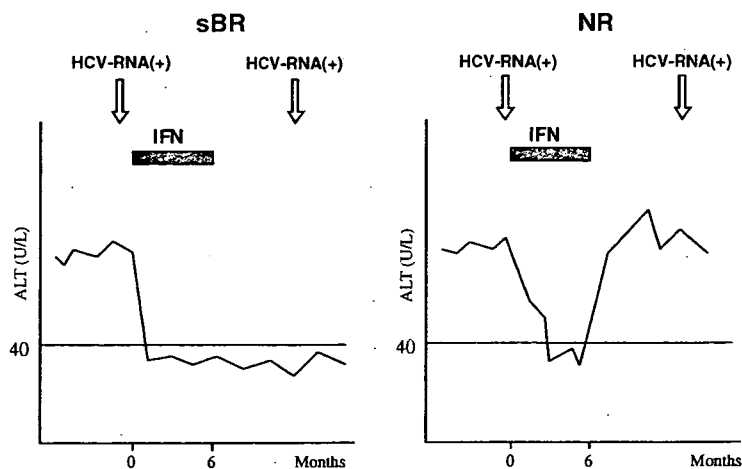 sBR
HCV-RNA(+) HCV-RNA(+)
IFN
ALT (U/L)
40
0 6 Months
NR
HCV-RNA(+) HCV-RNA(+)
IFN
ALT (U/L)
40
0 6 Months